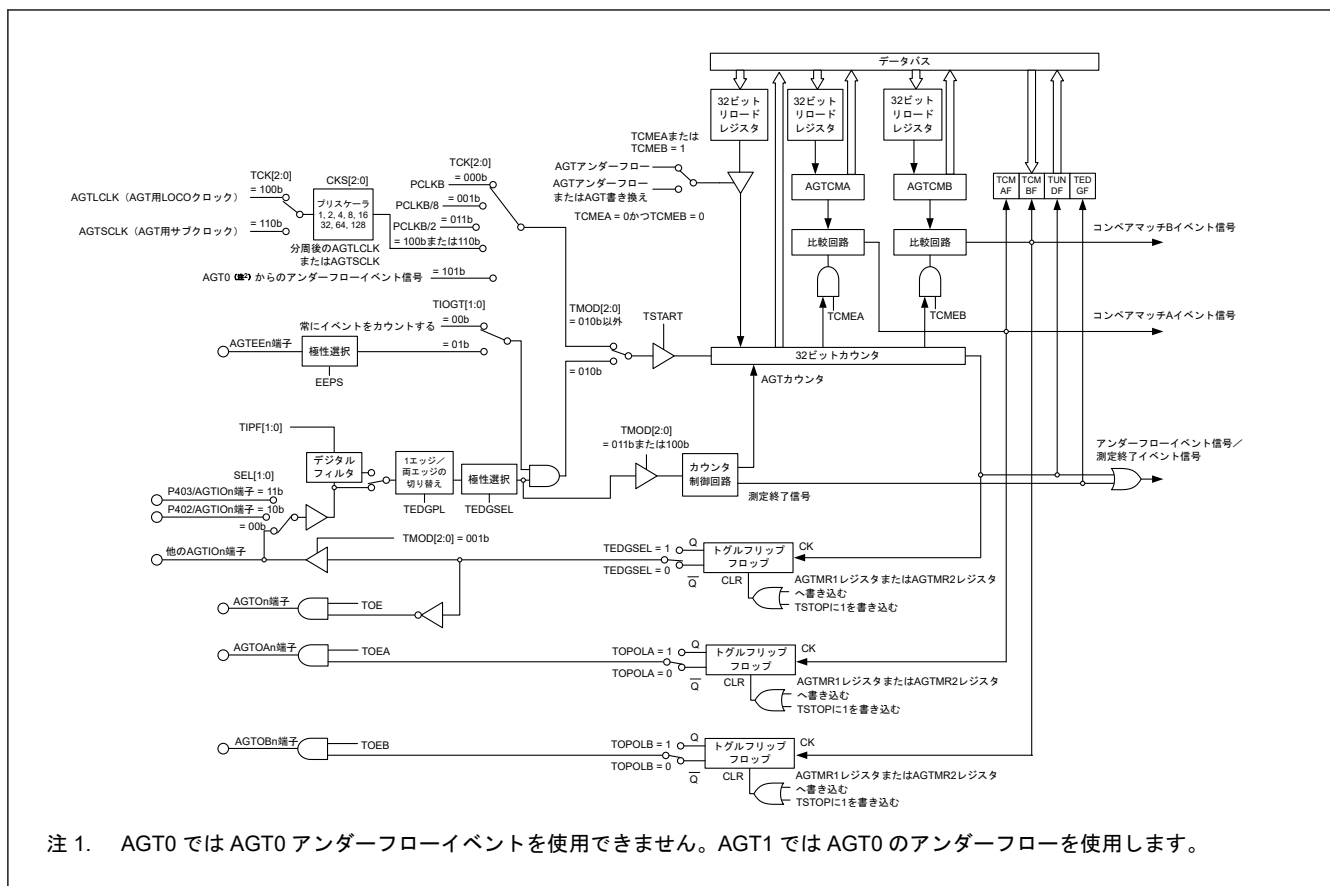 データバス
32ビット
リロード
レジスタ
32ビット
リロード
レジスタ
32ビット
リロード
レジスタ
TCMEAまたは
TCMEB = 1
AGTアンダーフロー
AGTアンダーフロー
またはAGT書き換え
TCMEA = 0かつTCMEB = 0
AGTCMA
AGTCMB
TCM
AF
TCM
BF
TUN
DF
TED
GF
比較回路
比較回路
TCMEA
TCMEB
コンペアマッチBイベント信号
コンペアマッチAイベント信号
TCK[2:0]
= 100b
AGTLCLK（AGT用LOCOクロック）
AGTSCLK（AGT用サブクロック）
= 110b
CKS[2:0]
プリスケーラ
1, 2, 4, 8, 16
32, 64, 128
TCK[2:0]
PCLKB
= 000b
PCLKB/8
= 001b
PCLKB/2
= 011b
= 100bまたは110b
分周後のAGTLCLK
またはAGTSCLK
AGT0
からのアンダーフローイベント信号
= 101b
TIOGT[1:0]
常にイベントをカウントする
= 00b
= 01b
AGTEEn端子
極性選択
EEPS
TMOD[2:0]
= 010b以外
= 010b
TSTART
32ビットカウンタ
AGTカウンタ
TIPF[1:0]
デジタル
フィルタ
SEL[1:0]
P403/AGTIOn端子
= 11b
P402/AGTIOn端子
= 10b
= 00b
他のAGTIOn端子
1エッジ／
両エッジの
切り替え
TEDGPL
極性選択
TEDGSEL
TMOD[2:0]
= 011bまたは100b
カウンタ
制御回路
測定終了信号
アンダーフローイベント信号／
測定終了イベント信号
TMOD[2:0] = 001b
TEDGSEL = 1
TEDGSEL = 0
Q
Q
トグルフリップ
フロップ
CK
CLR
AGTMR1レジスタまたはAGTMR2レジスタ
へ書き込む
TSTOPに1を書き込む
AGTOn端子
TOE
AGTOAn端子
TOEA
TOPOLA = 1
TOPOLA = 0
Q
Q
トグルフリップ
フロップ
CK
CLR
AGTMR1レジスタまたはAGTMR2レジスタ
へ書き込む
TSTOPに1を書き込む
AGTOBn端子
TOEB
TOPOLB = 1
TOPOLB = 0
Q
Q
トグルフリップ
フロップ
CK
CLR
AGTMR1レジスタまたはAGTMR2レジスタ
へ書き込む
TSTOPに1を書き込む
注 1. AGT0 では AGT0 アンダーフローイベントを使用できません。AGT1 では AGT0 のアンダーフローを使用します。